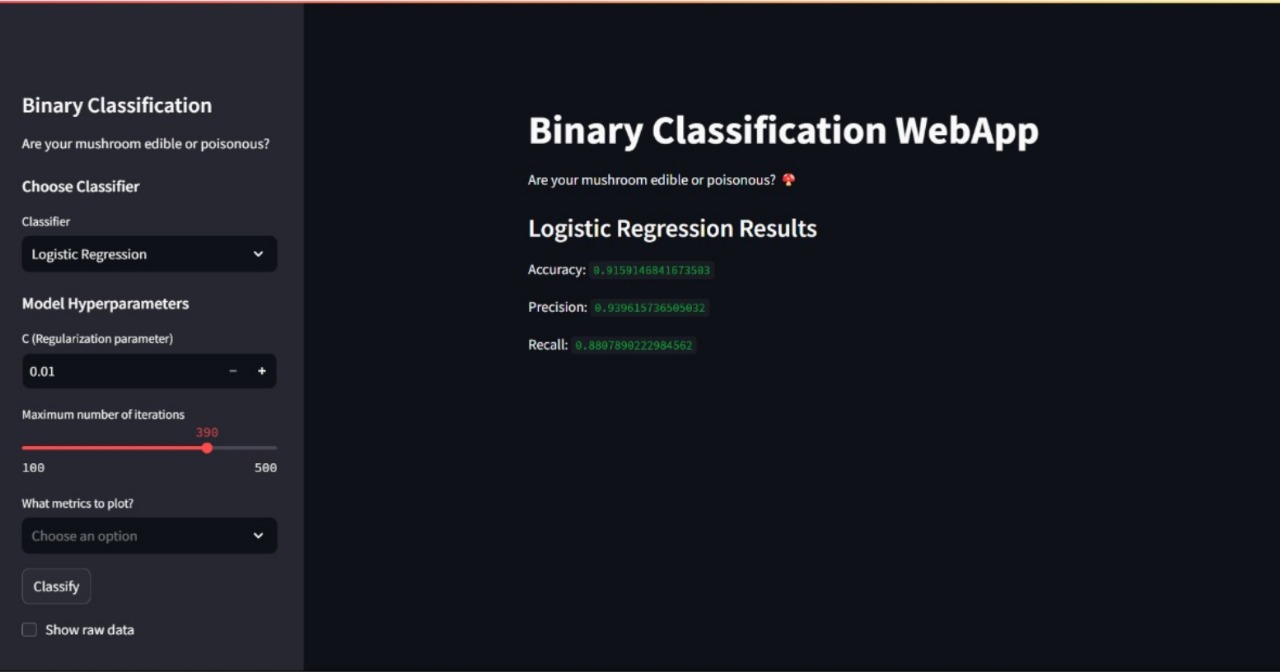 Binary Classification
Are your mushroom edible or poisonous?
Choose Classifier
Classifier
Logistic Regression
Model Hyperparameters
C (Regularization parameter)
0.01
Maximum number of iterations
390
100 500
What metrics to plot?
Choose an option
Classify
Show raw data
Binary Classification WebApp
Are your mushroom edible or poisonous? 🍄
Logistic Regression Results
Accuracy: 0.9159146841673503
Precision: 0.939615736505032
Recall: 0.8807890222984562